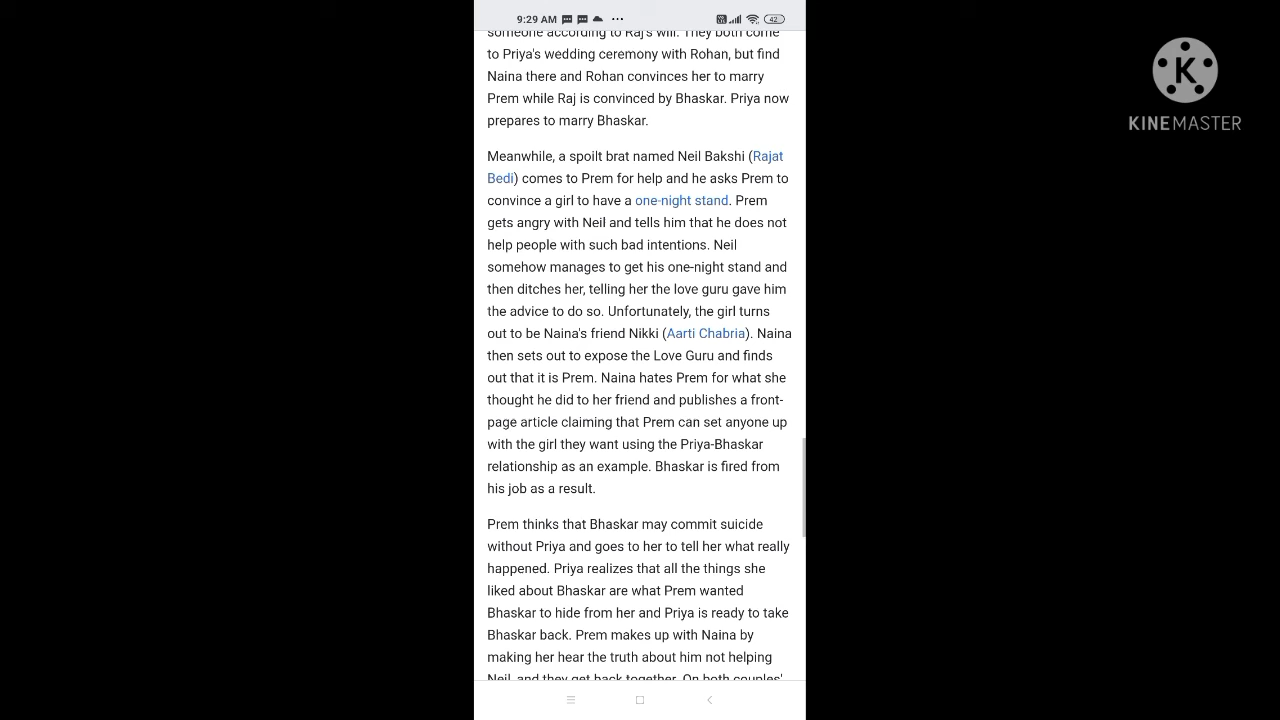 9:29 AM
42
someone according to Raj's will. They both come
to Priya's wedding ceremony with Rohan, but find
Naina there and Rohan convinces her to marry
Prem while Raj is convinced by Bhaskar. Priya now
prepares to marry Bhaskar.
Meanwhile, a spoilt brat named Neil Bakshi (Rajat
Bedi) comes to Prem for help and he asks Prem to
convince a girl to have a one-night stand. Prem
gets angry with Neil and tells him that he does not
help people with such bad intentions. Neil
somehow manages to get his one-night stand and
then ditches her, telling her the love guru gave him
the advice to do so. Unfortunately, the girl turns
out to be Naina's friend Nikki (Aarti Chabria). Naina
then sets out to expose the Love Guru and finds
out that it is Prem. Naina hates Prem for what she
thought he did to her friend and publishes a front-
page article claiming that Prem can set anyone up
with the girl they want using the Priya-Bhaskar
relationship as an example. Bhaskar is fired from
his job as a result.
Prem thinks that Bhaskar may commit suicide
without Priya and goes to her to tell her what really
happened. Priya realizes that all the things she
liked about Bhaskar are what Prem wanted
Bhaskar to hide from her and Priya is ready to take
Bhaskar back. Prem makes up with Naina by
making her hear the truth about him not helping
Neil, and they get back together. On both couples'
K
KINEMASTER